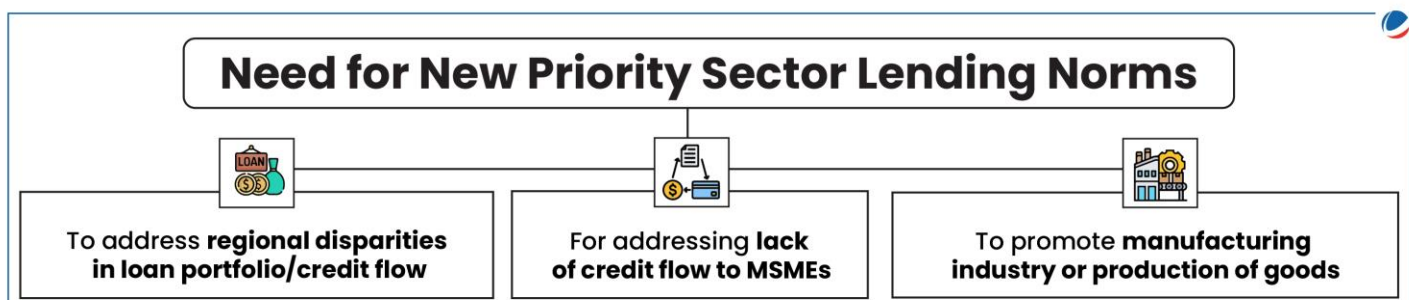 Need for New Priority Sector Lending Norms
LOAN
To address regional disparities
in loan portfolio/credit flow
For addressing lack
of credit flow to MSMEs
To promote manufacturing
industry or production of goods